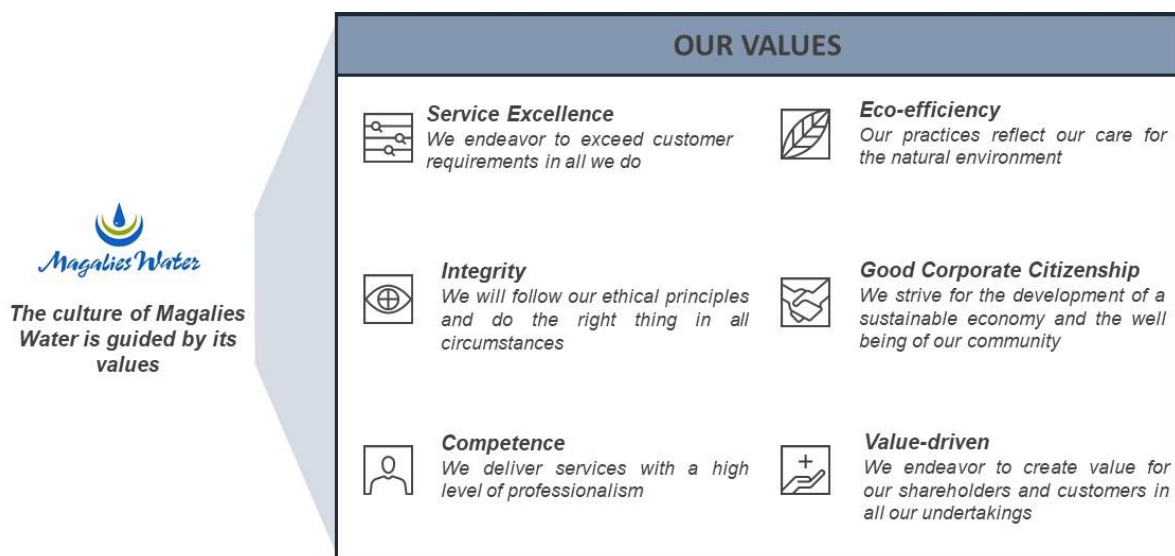 OUR VALUES
Service Excellence
We endeavor to exceed customer
requirements in all we do
Eco-efficiency
Our practices reflect our care for
the natural environment
Magalies Water
The culture of Magalies
Water is guided by its
values
Integrity
We will follow our ethical principles
and do the right thing in all
circumstances
Good Corporate Citizenship
We strive for the development of a
sustainable economy and the well
being of our community
Competence
We deliver services with a high
level of professionalism
Value-driven
We endeavor to create value for
our shareholders and customers in
all our undertakings